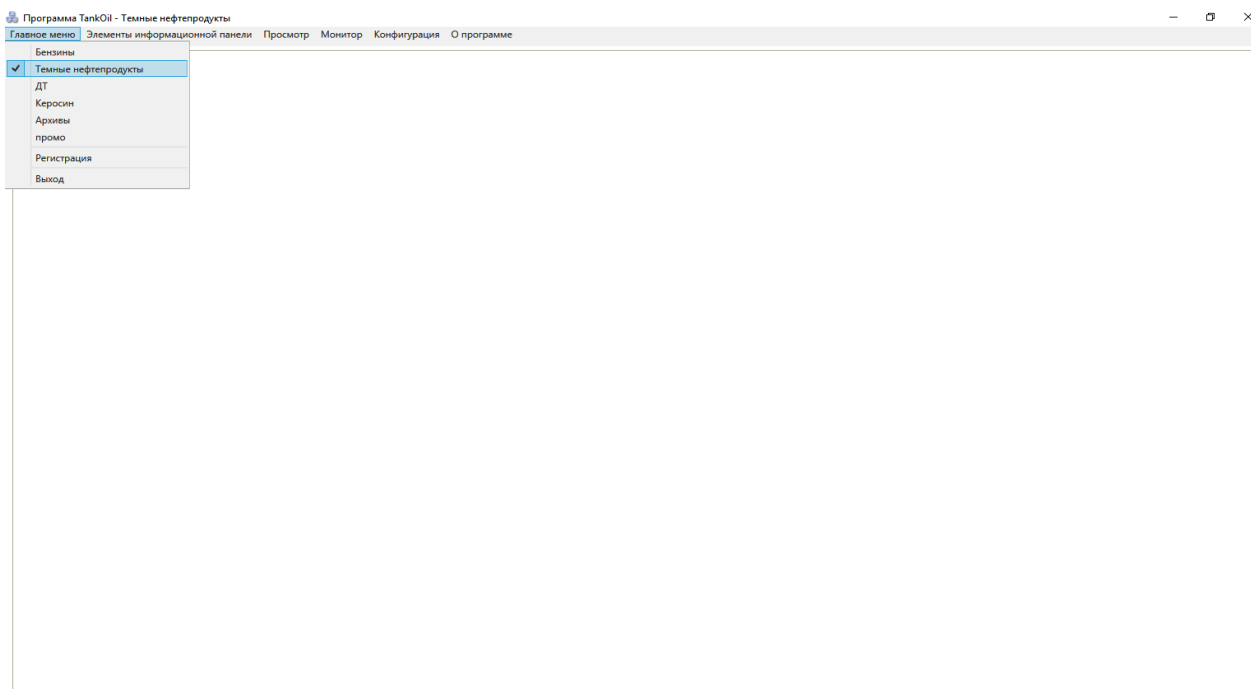 Программа TankOil - Темные нефтепродукты
Главное меню Элементы информационной панели Просмотр Монитор Конфигурация О программе
Бензины
Темные нефтепродукты
ДТ
Керосин
Архивы
промо
Регистрация
Выход